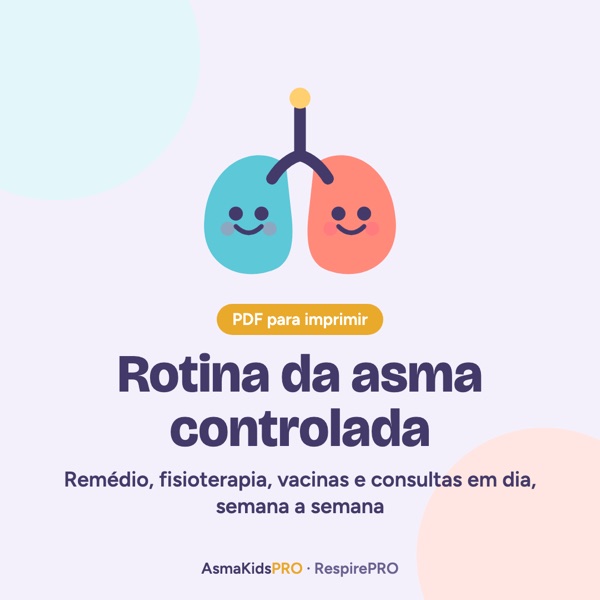 PDF para imprimir
Rotina da asma
controlada
Remédio, fisioterapia, vacinas e consultas em dia,
semana a semana
AsmaKidsPRO · RespirePRO